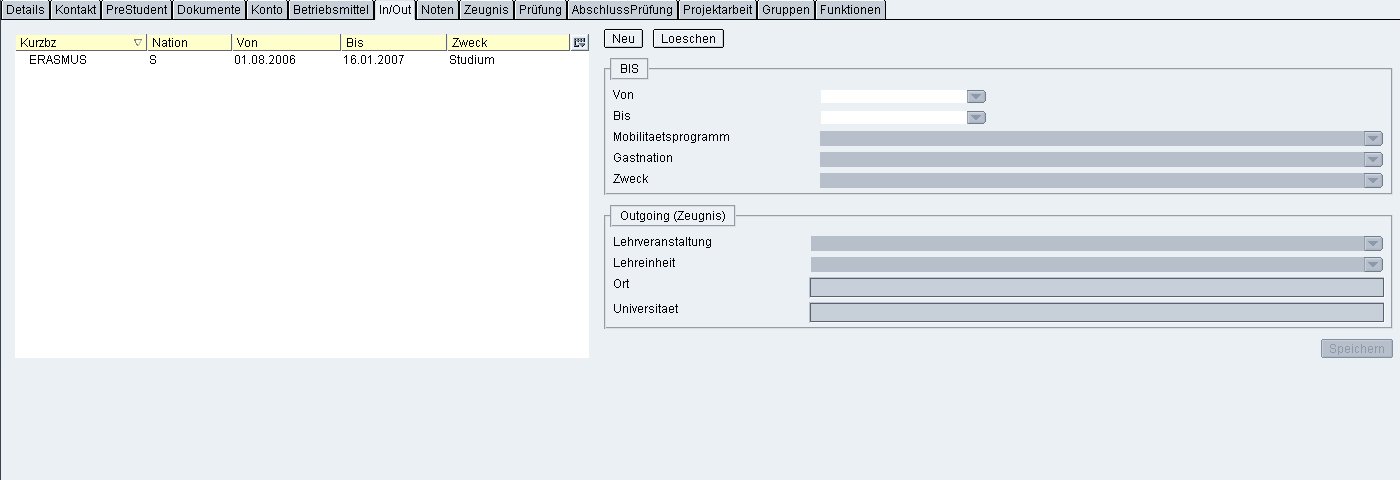 Details Kontakt PreStudent Dokumente Konto Betriebsmittel In/Out Noten Zeugnis Prüfung AbschlussPrüfung Projektarbeit Gruppen Funktionen
Kurzbz Nation Von Bis Zweck
ERASMUS S 01.08.2006 16.01.2007 Studium
Neu Loeschen
BIS
Von
Bis
Mobilitaetsprogramm
Gastnation
Zweck
Outgoing (Zeugnis)
Lehrveranstaltung
Lehreinheit
Ort
Universitaet
Speichern